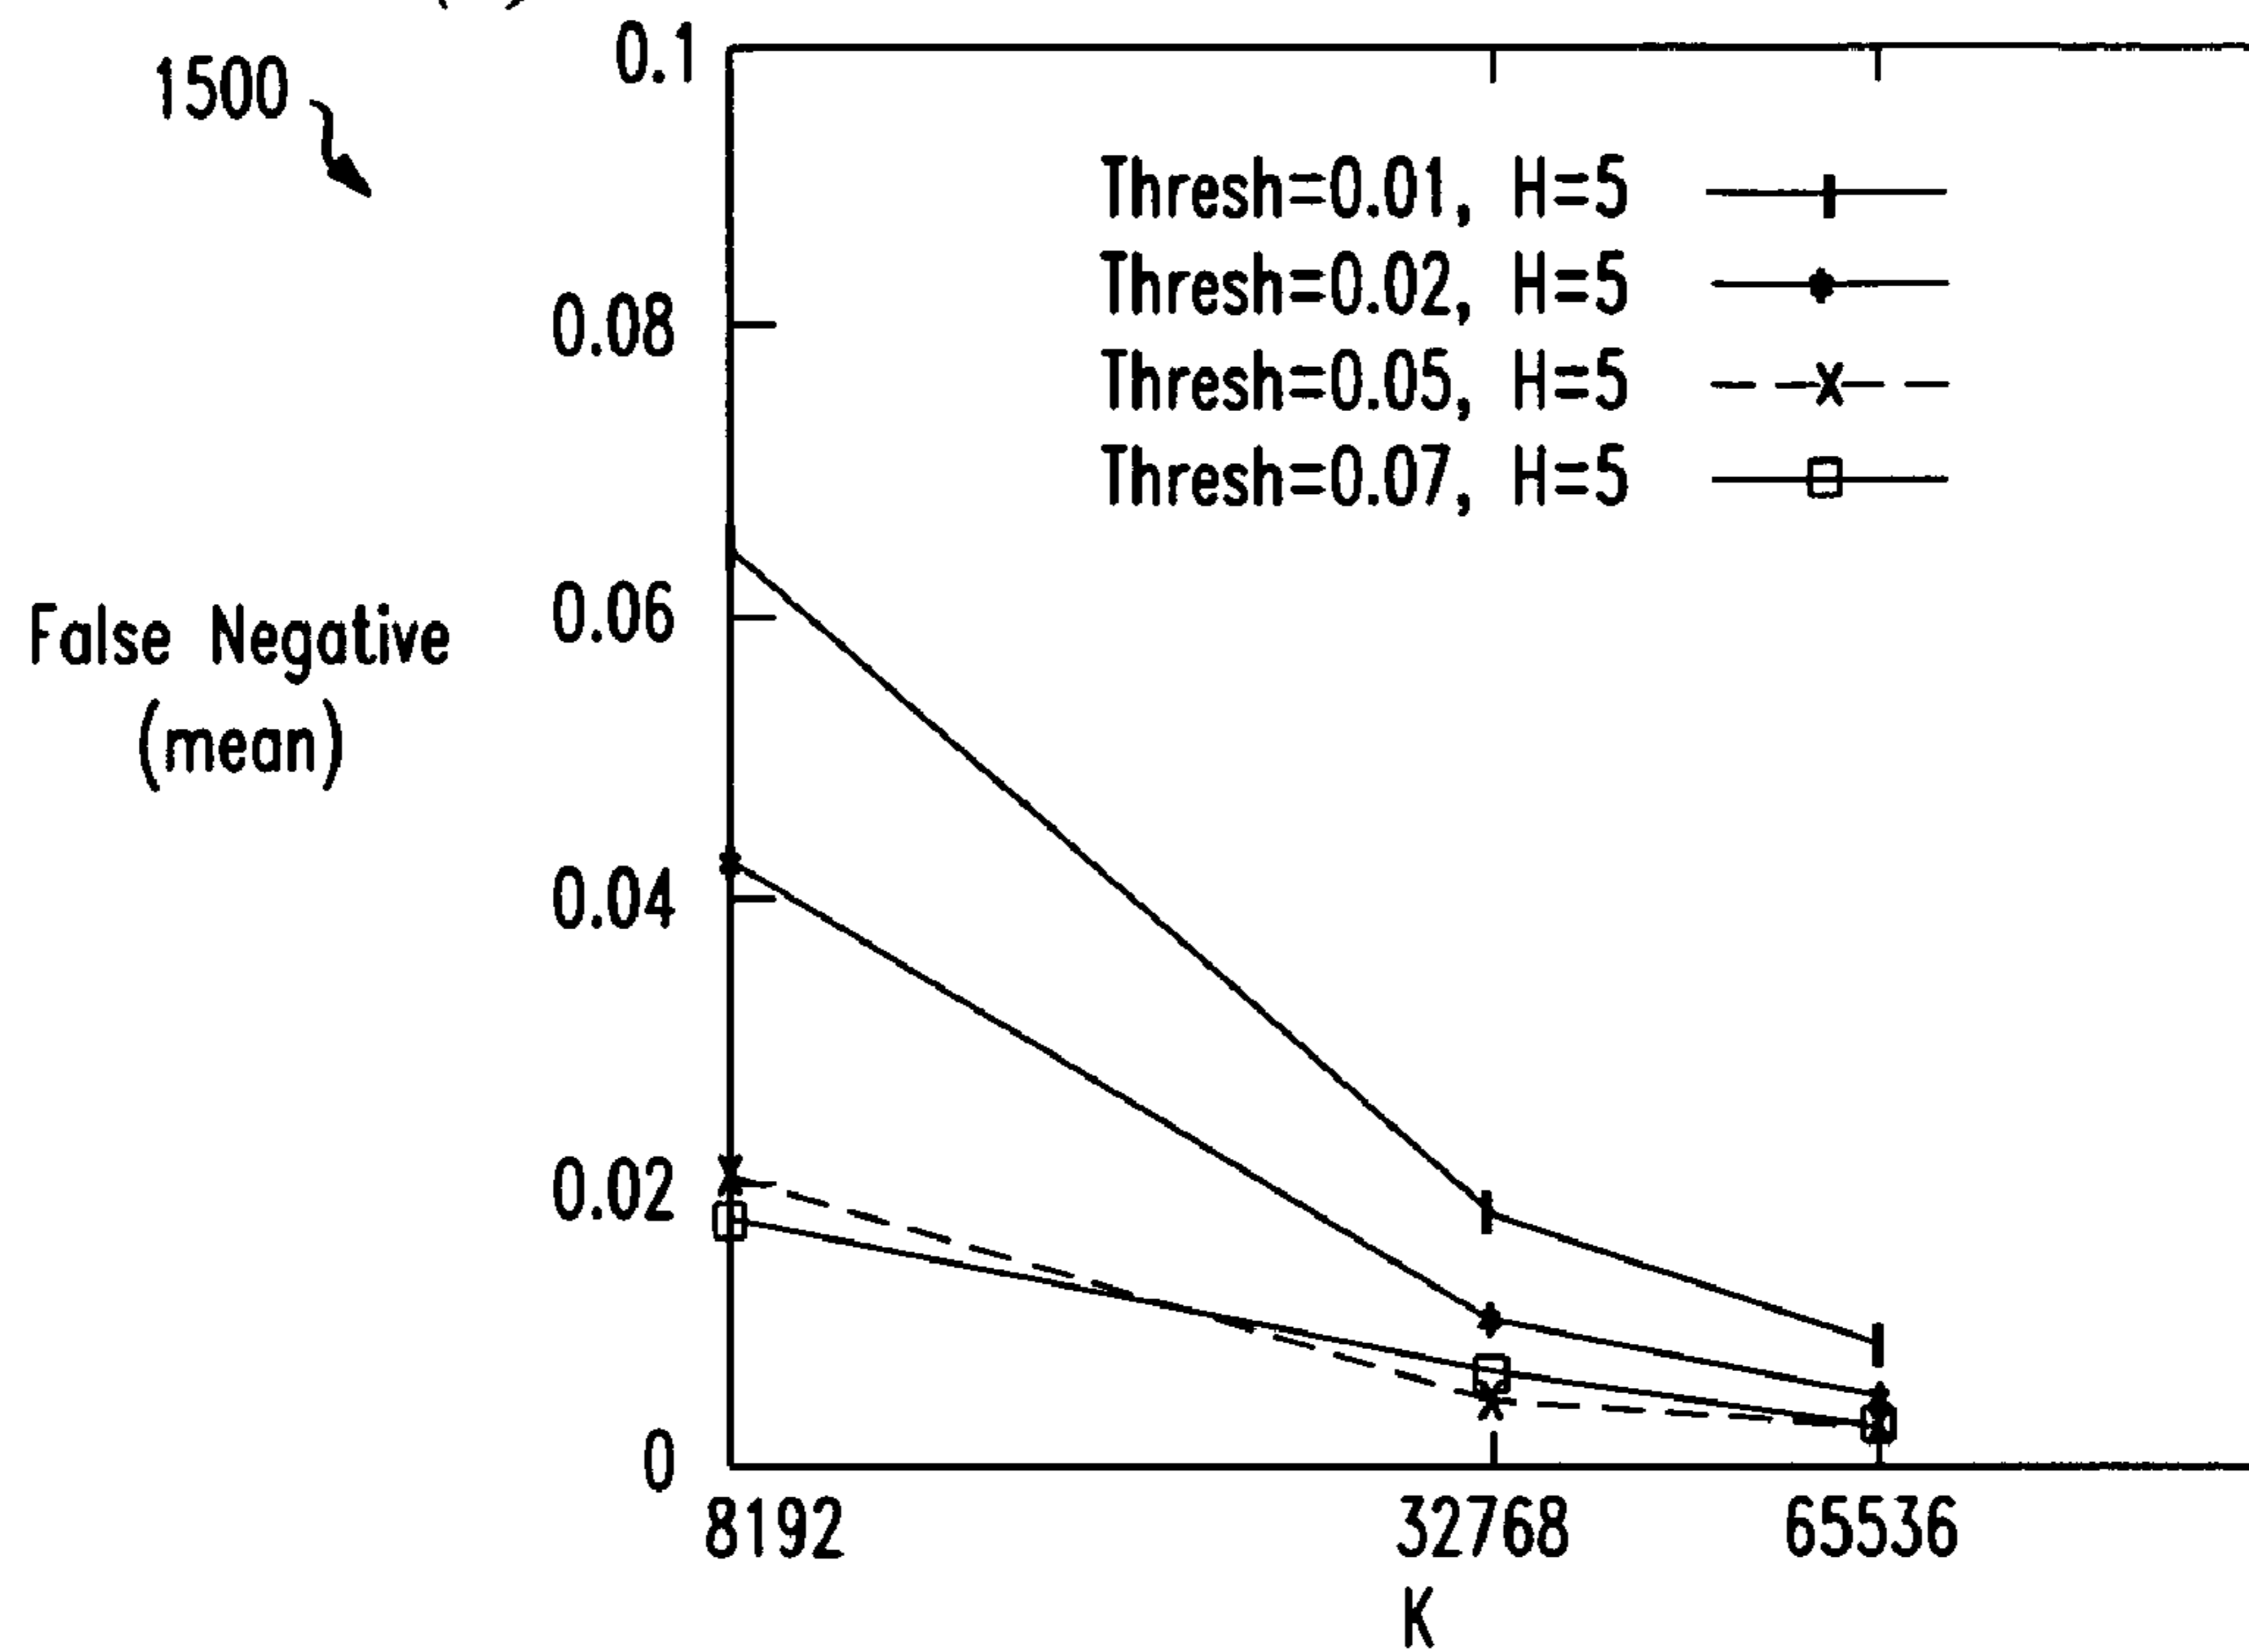 1500
0.1
Thresh=0.01, H=5
Thresh=0.02, H=5
0.08
Thresh=0.05, H=5
Thresh=0.07, H=5
0.06
False Negative
(mean)
0.04
0.02
0
8192 32768 65536
K